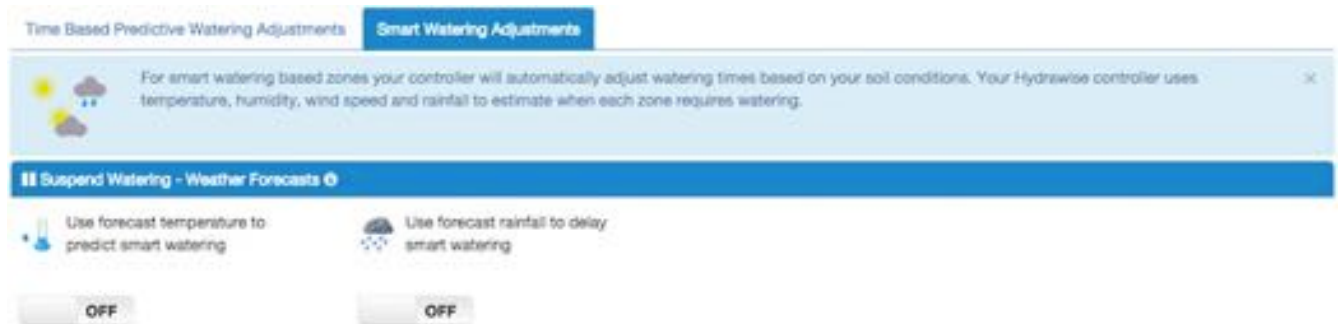 Time Based Predictive Watering Adjustments Smart Watering Adjustments
For smart watering based zones your controller will automatically adjust watering times based on your soil conditions. Your Hydrawise controller uses
temperature, humidity, wind speed and rainfall to estimate when each zone requires watering.
Suspend Watering - Weather Forecasts
Use forecast temperature to
predict smart watering
Use forecast rainfall to delay
smart watering
OFF OFF